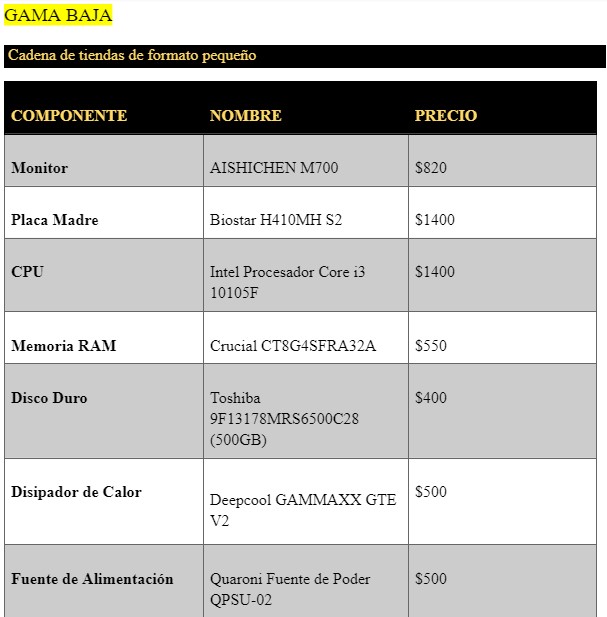 GAMA BAJA
Cadena de tiendas de formato pequeño
COMPONENTE NOMBRE PRECIO
Monitor AISHICHEN M700 $820
Placa Madre Biostar H410MH S2 $1400
CPU Intel Procesador Core i3 $1400
10105F
Memoria RAM Crucial CT8G4SFRA32A $550
Disco Duro Toshiba $400
9F13178MRS6500C28
(500GB)
Disipador de Calor Deepcool GAMMAXX GTE $500
V2
Fuente de Alimentación Quaroni Fuente de Poder $500
QPSU-02